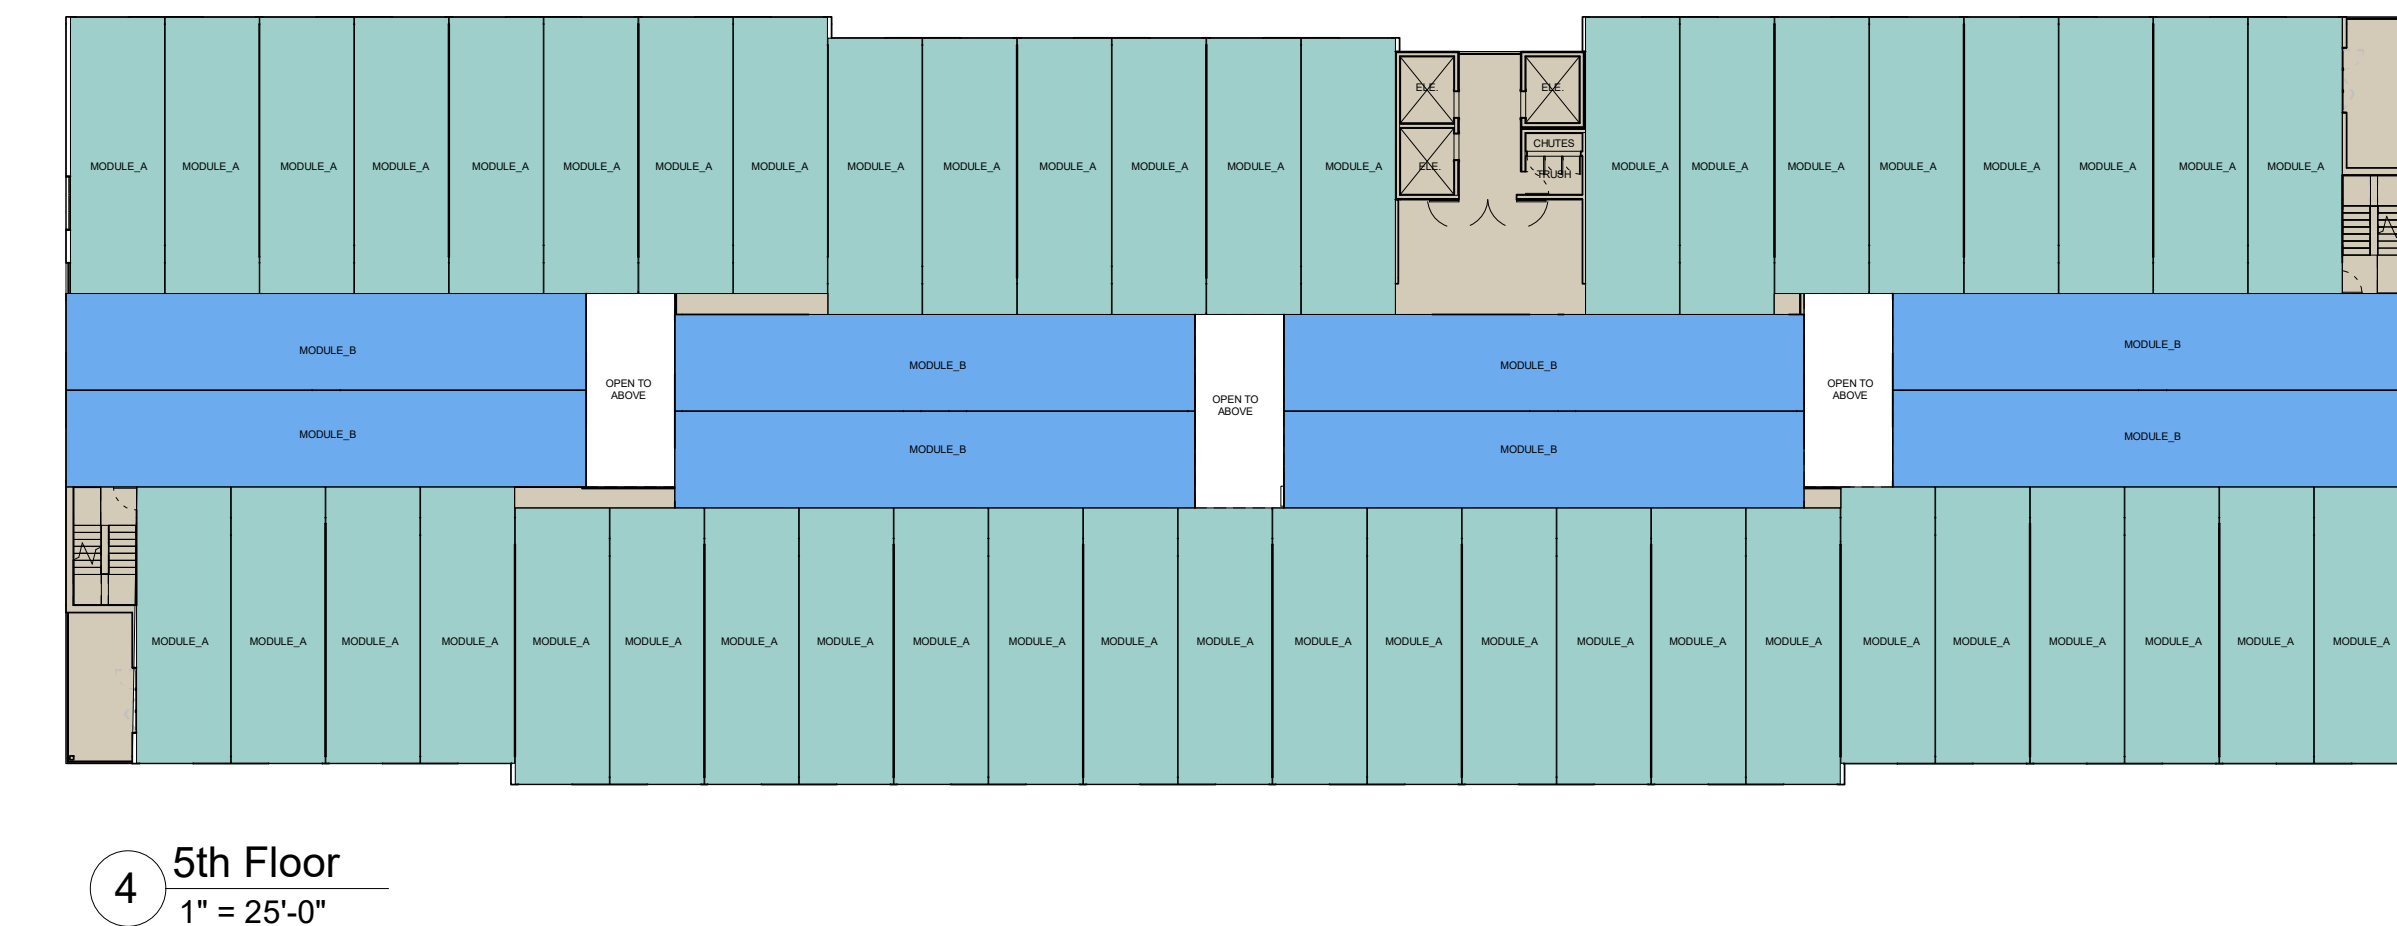 MODULE_A MODULE_A MODULE_A MODULE_A MODULE_A MODULE_A MODULE_A MODULE_A MODULE_A MODULE_A MODULE_A MODULE_A MODULE_A MODULE_A
ELE.
ELE.
ELE.
CHUTES
TRUSH
MODULE_A MODULE_A MODULE_A MODULE_A MODULE_A MODULE_A MODULE_A MODULE_A
MODULE_B
MODULE_B
OPEN TO
ABOVE
MODULE_B
MODULE_B
OPEN TO
ABOVE
MODULE_B
MODULE_B
OPEN TO
ABOVE
MODULE_B
MODULE_B
MODULE_A MODULE_A MODULE_A MODULE_A MODULE_A MODULE_A MODULE_A MODULE_A MODULE_A MODULE_A MODULE_A MODULE_A MODULE_A MODULE_A MODULE_A MODULE_A MODULE_A MODULE_A MODULE_A MODULE_A MODULE_A MODULE_A MODULE_A MODULE_A
4
5th Floor
1" = 25'-0"